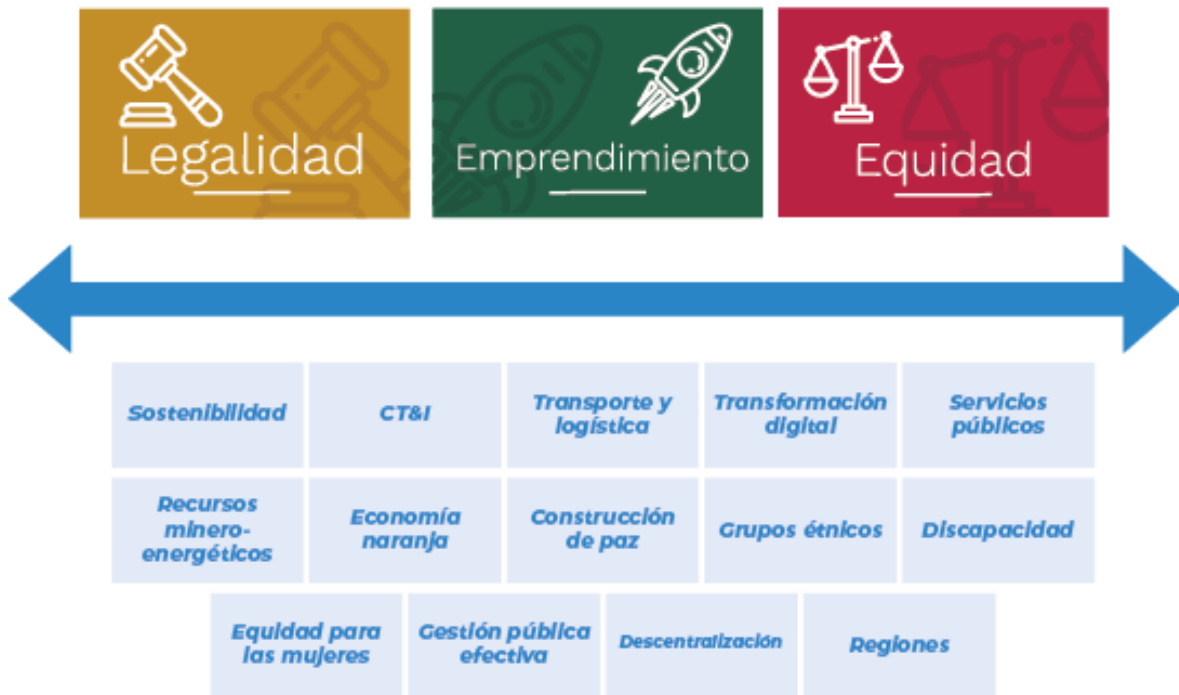 Legalidad
Emprendimiento
Equidad
Sostenibilidad
CT&I
Transporte y
logística
Transformación
digital
Servicios
públicos
Recursos
minero-
energéticos
Economía
naranja
Construcción
de paz
Grupos étnicos
Discapacidad
Equidad para
las mujeres
Gestión pública
efectiva
Descentralización
Regiones